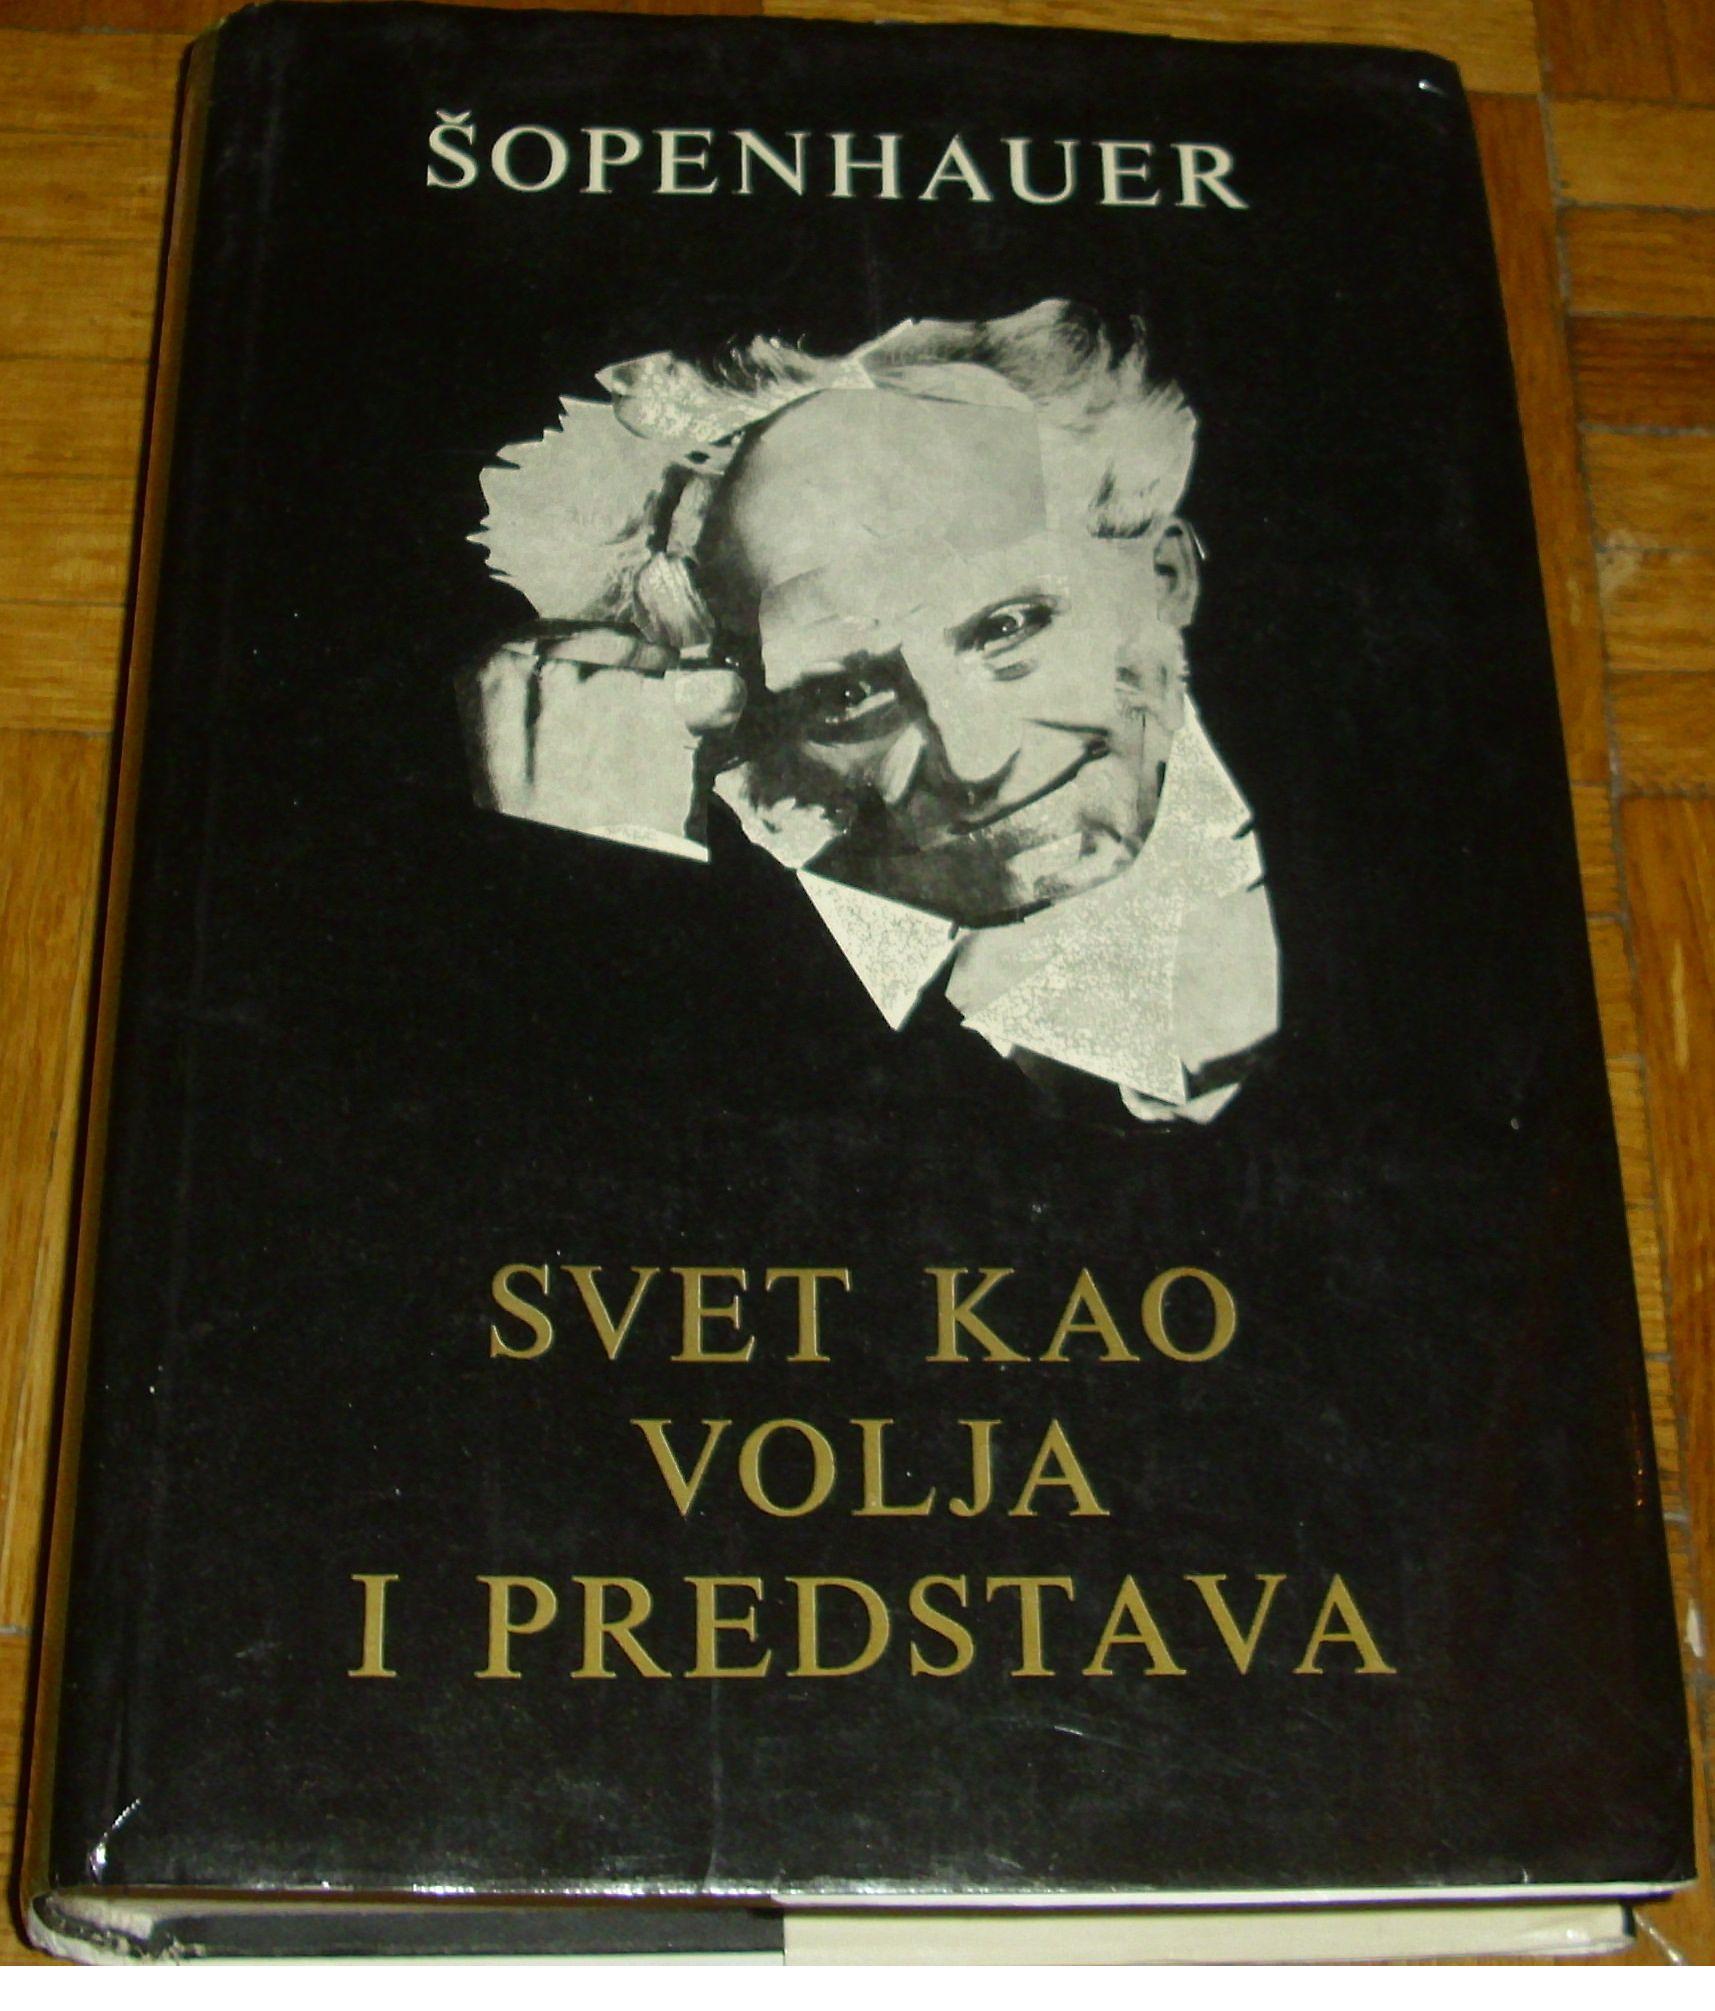 ŠOPENHAUER
SVET KAO
VOLJA
I PREDSTAVA